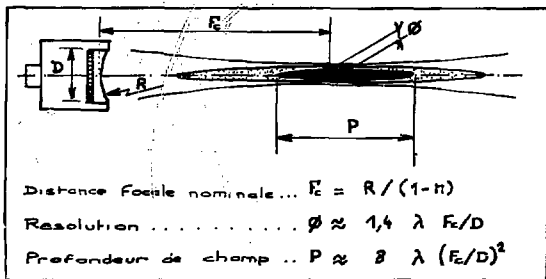 Fc
D
R
Ø
P
Distance Focale nominale... Fc = R / (1-n)
Resolution .......... Ø ≈ 1,4 λ Fc/D
Profondeur de champ .. P ≈ 8 λ (Fc/D)²